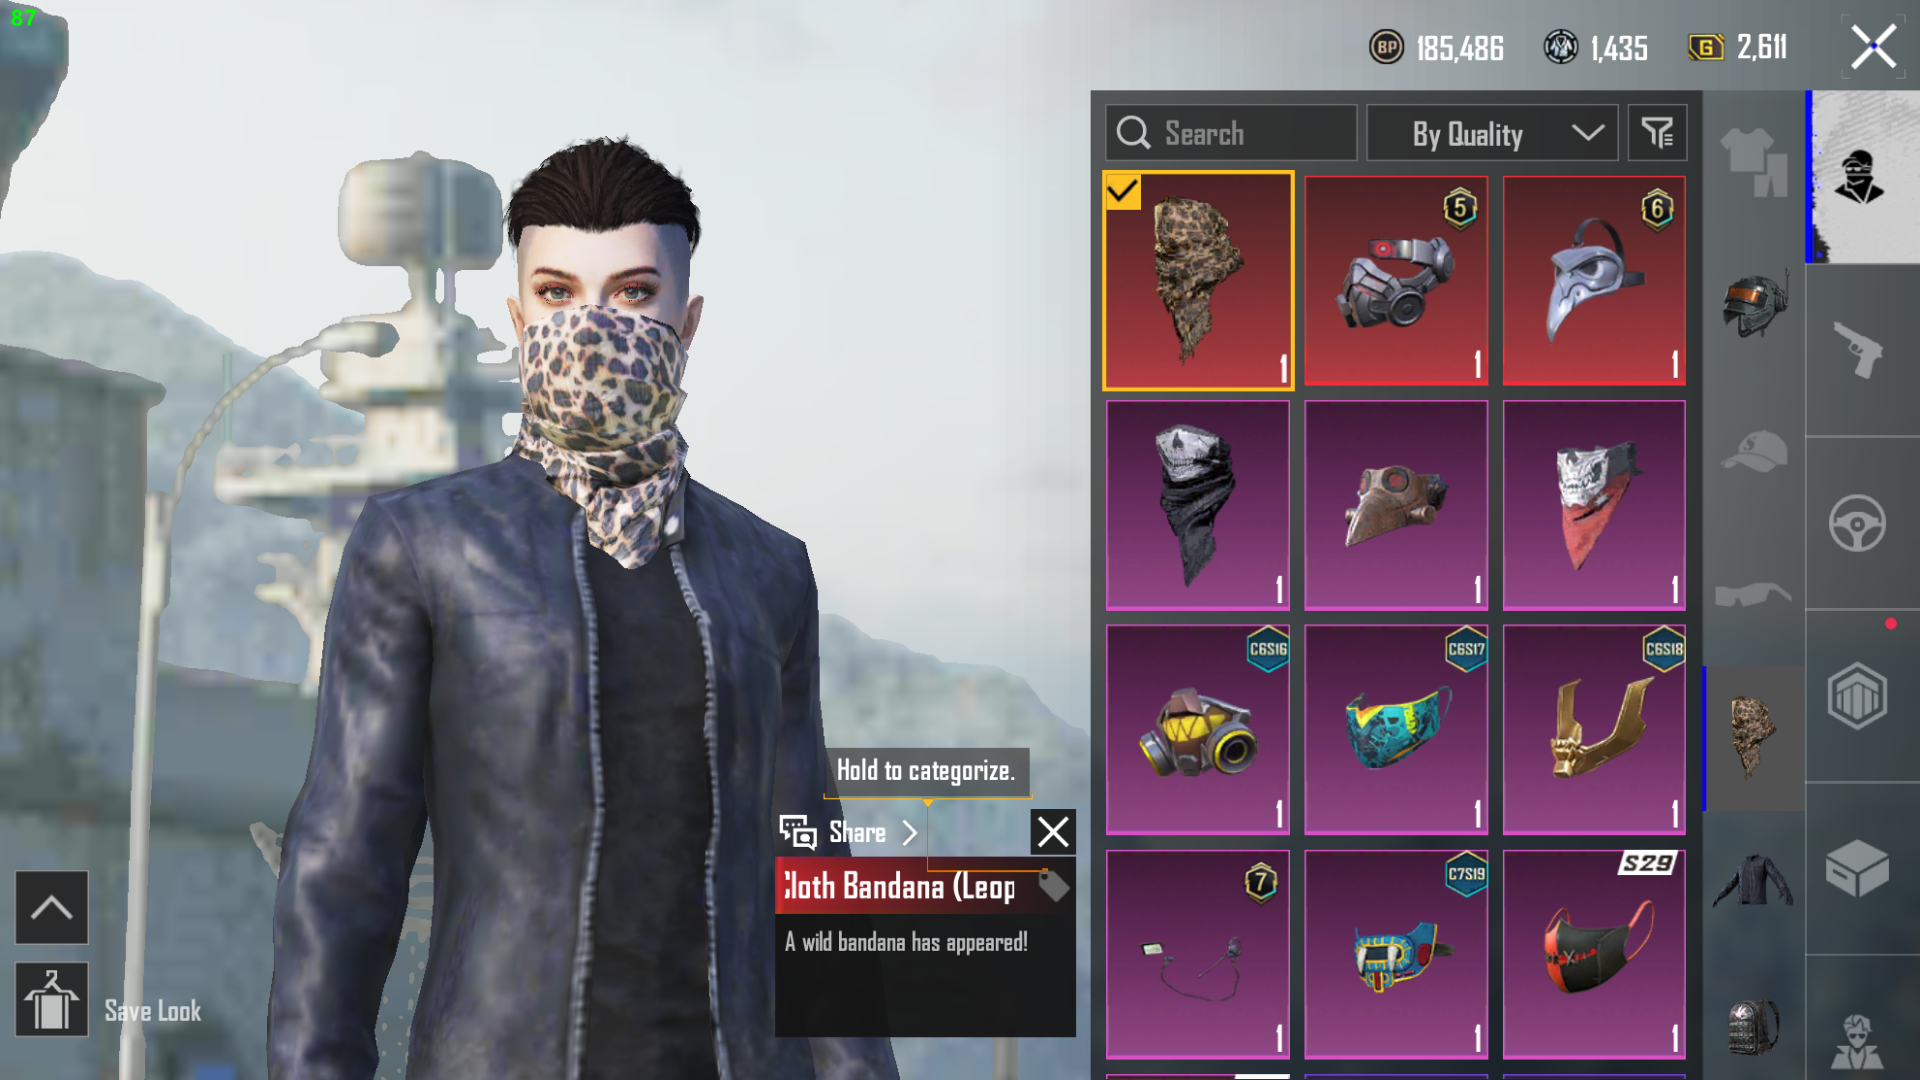 87
BP 185,486
1,435
G 2,611
Search
By Quality
1
5
1
6
1
1
1
1
C6S16
1
C6S17
1
C6S18
1
7
1
C7S19
1
S29
1
Hold to categorize.
Share
Cloth Bandana (Leop
A wild bandana has appeared!
Save Look